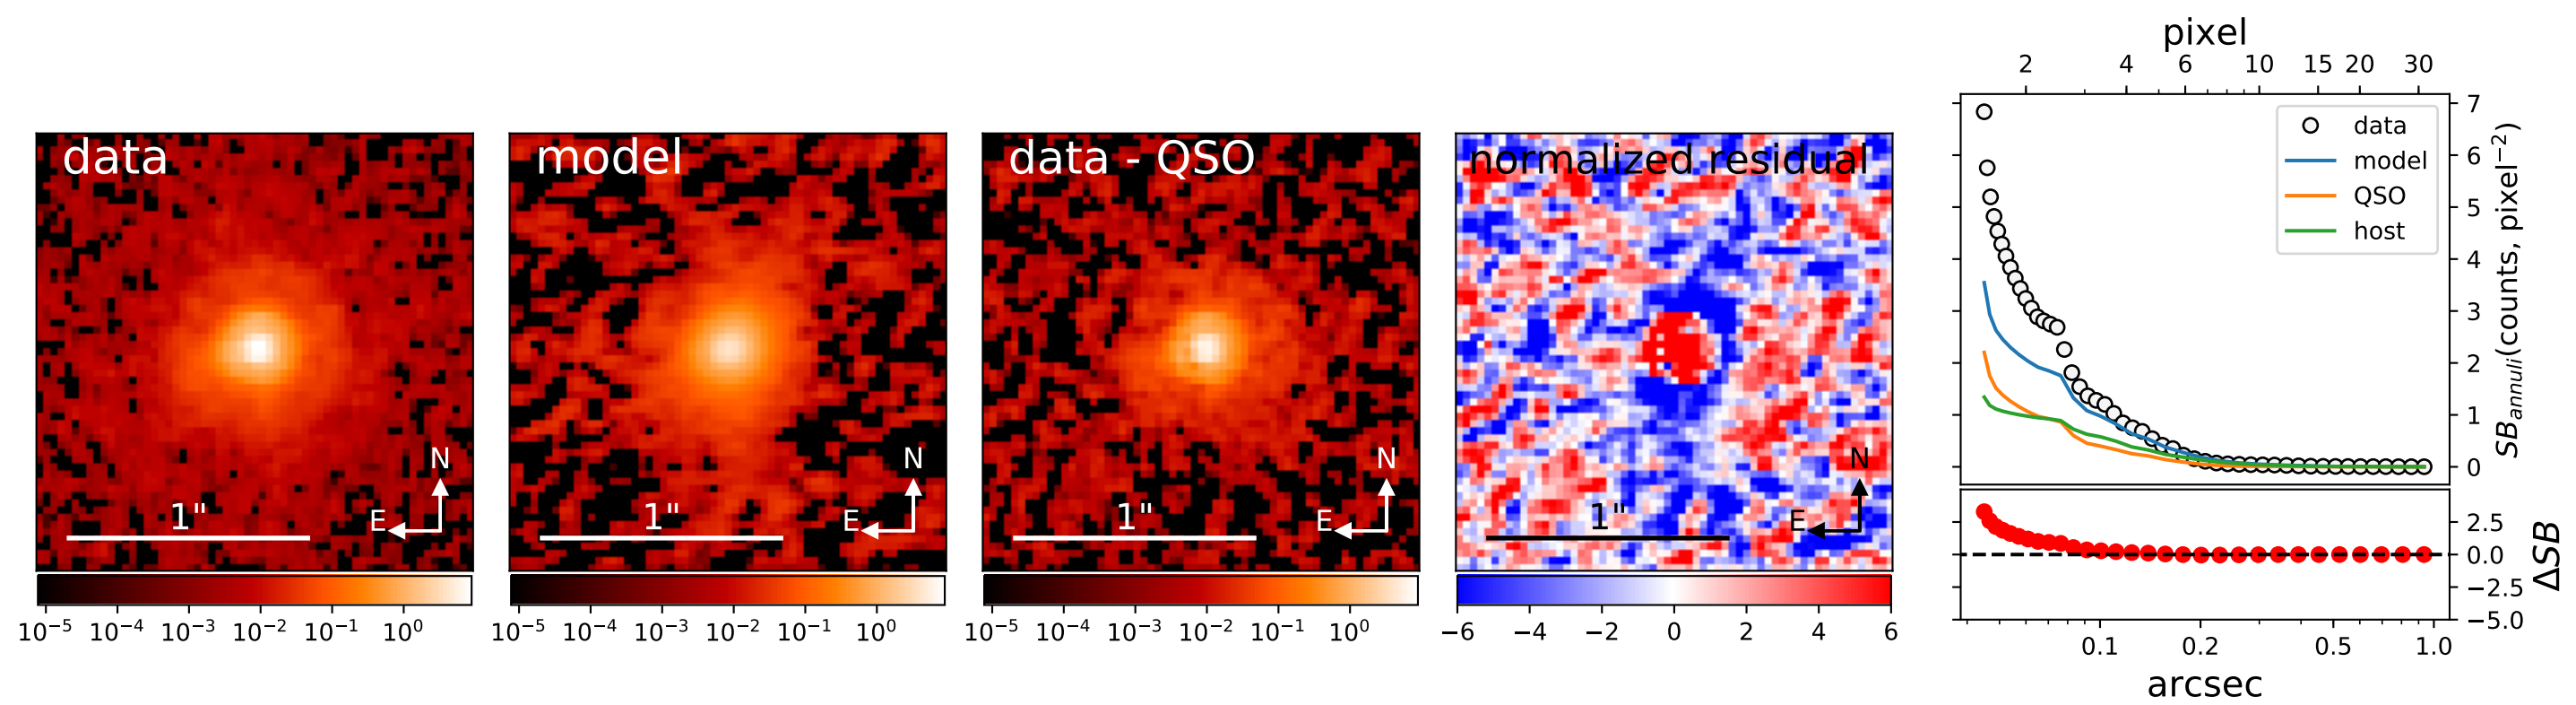 data
1"
N
E
10⁻⁵ 10⁻⁴ 10⁻³ 10⁻² 10⁻¹ 10⁰
model
1"
N
E
10⁻⁵ 10⁻⁴ 10⁻³ 10⁻² 10⁻¹ 10⁰
data - QSO
1"
N
E
10⁻⁵ 10⁻⁴ 10⁻³ 10⁻² 10⁻¹ 10⁰
normalized residual
1"
N
E
−6 −4 −2 0 2 4 6
pixel
2 4 6 10 15 20 30
data
model
QSO
host
7
6
5
4
3
2
1
0
SB_annuli(counts, pixel⁻²)
2.5
0.0
−2.5
−5.0
ΔSB
0.1 0.2 0.5 1.0
arcsec